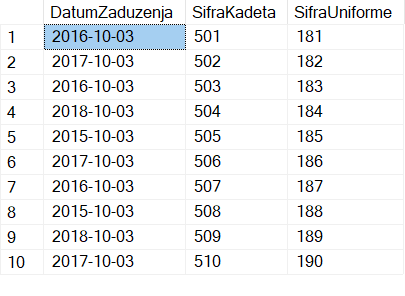 DatumZaduzenja SifraKadeta SifraUniforme
1 2016-10-03 501 181
2 2017-10-03 502 182
3 2016-10-03 503 183
4 2018-10-03 504 184
5 2015-10-03 505 185
6 2017-10-03 506 186
7 2016-10-03 507 187
8 2015-10-03 508 188
9 2018-10-03 509 189
10 2017-10-03 510 190